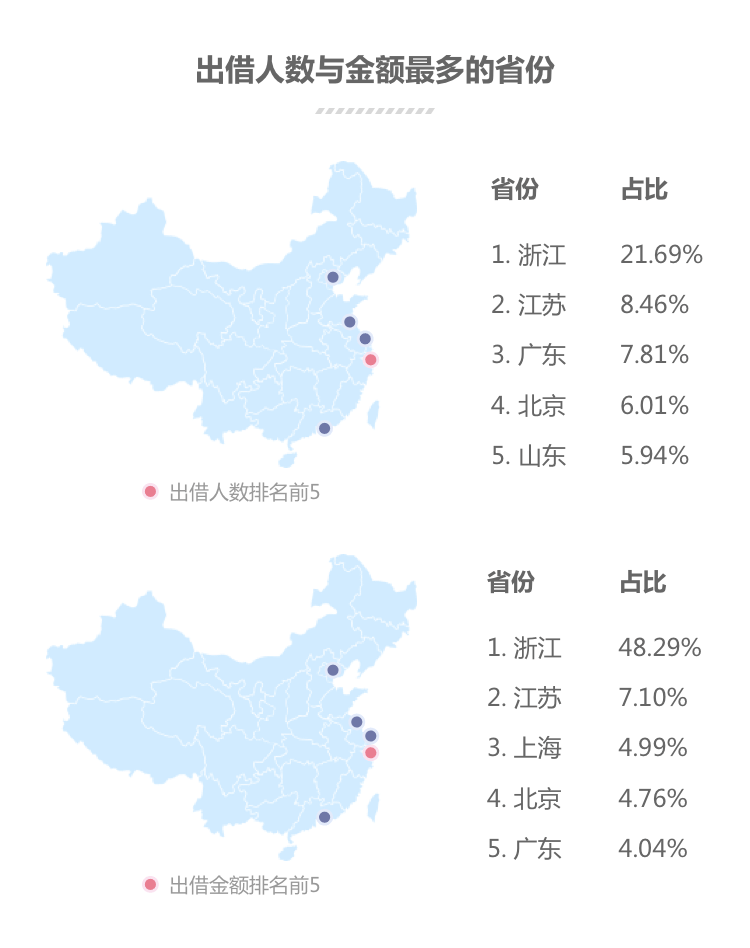 出借人数与金额最多的省份
省份 占比
1. 浙江 21.69%
2. 江苏 8.46%
3. 广东 7.81%
4. 北京 6.01%
5. 山东 5.94%
出借人数排名前5
省份 占比
1. 浙江 48.29%
2. 江苏 7.10%
3. 上海 4.99%
4. 北京 4.76%
5. 广东 4.04%
出借金额排名前5